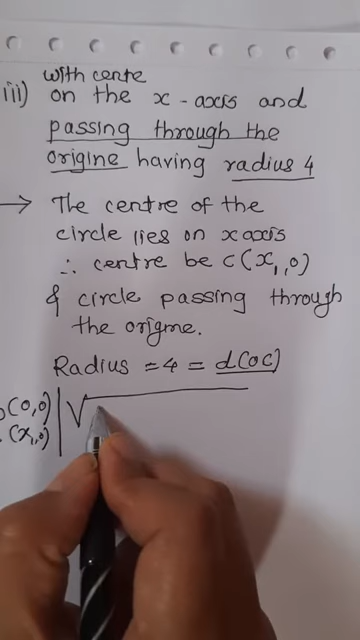 with cente
iii) on the x-axis and
passing through the
origine having radius 4
→ The centre of the
circle lies on x axis
∴ centre be C(x₁,0)
& circle passing through
the origine.
Radius = 4 = d(OC)
(0,0) √
(x₁,0)